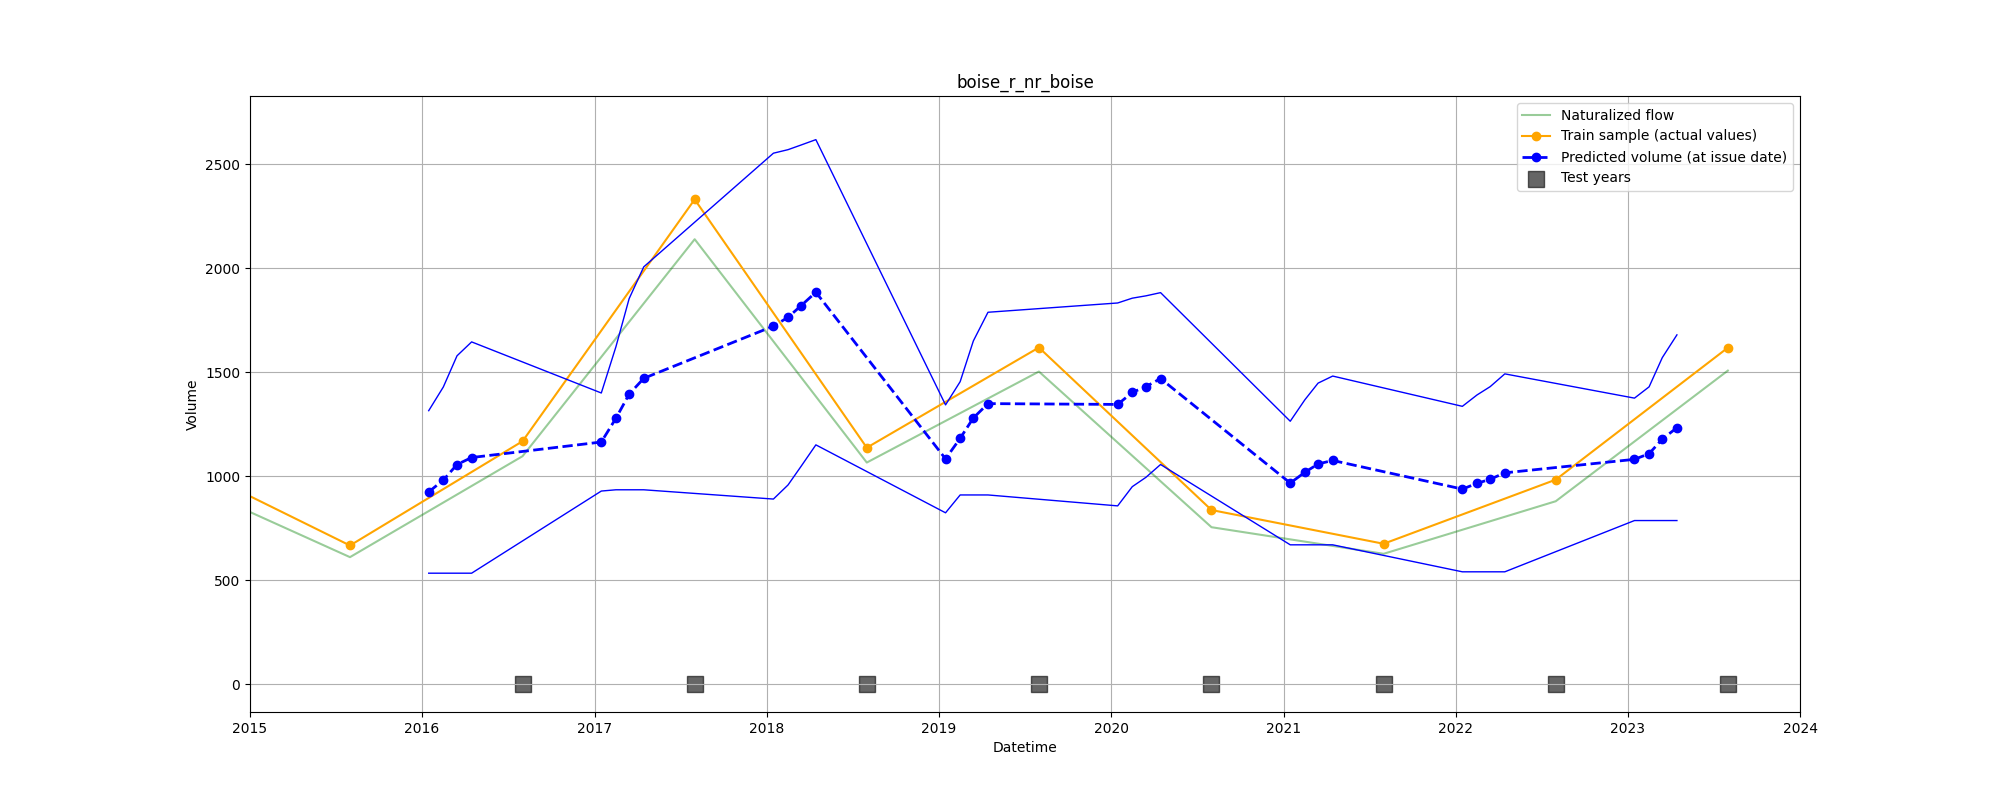 boise_r_nr_boise
Naturalized flow
Train sample (actual values)
Predicted volume (at issue date)
Test years
Volume
2500
2000
1500
1000
500
0
2015 2016 2017 2018 2019 2020 2021 2022 2023 2024
Datetime